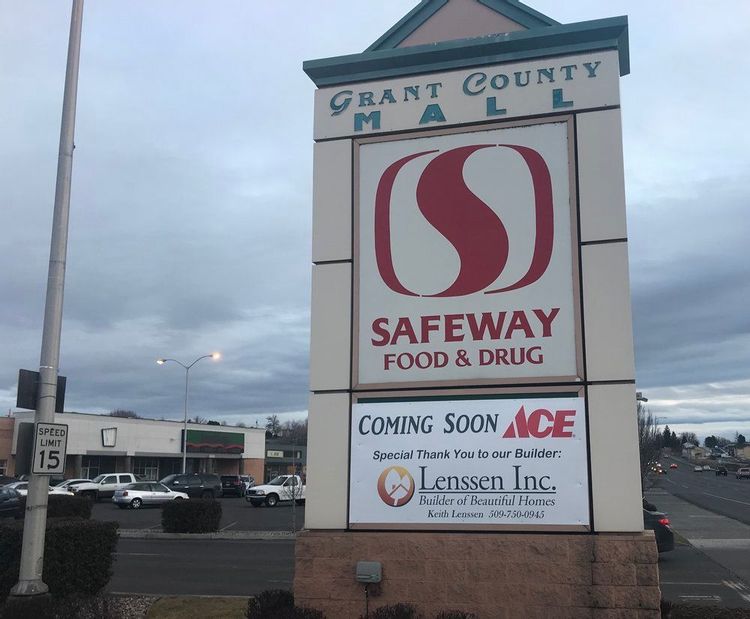 GRANT COUNTY
MALL
SAFEWAY
FOOD & DRUG
COMING SOON ACE
Special Thank You to our Builder:
Lenssen Inc.
Builder of Beautiful Homes
Keith Lenssen 509-750-0945
SPEED
LIMIT
15